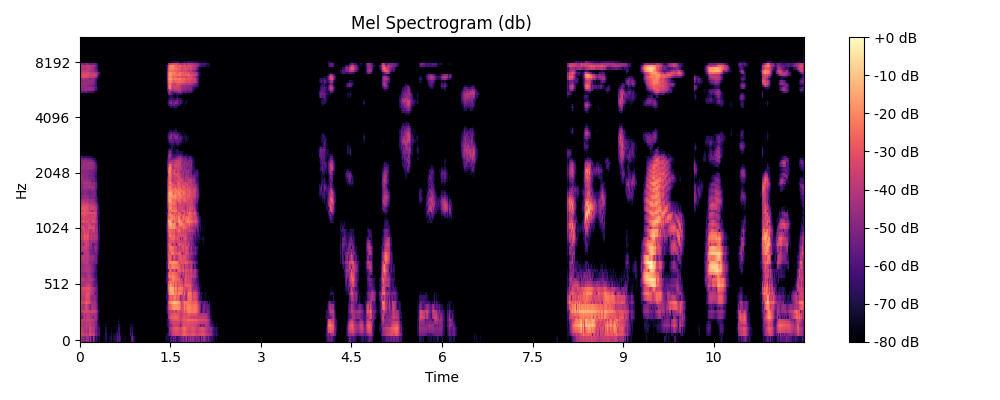 Mel Spectrogram (db)
+0 dB
8192
-10 dB
4096
-20 dB
-30 dB
Hz
2048
-40 dB
1024
-50 dB
-60 dB
512
-70 dB
0
-80 dB
0 1.5 3 4.5 6 7.5 9 10
Time